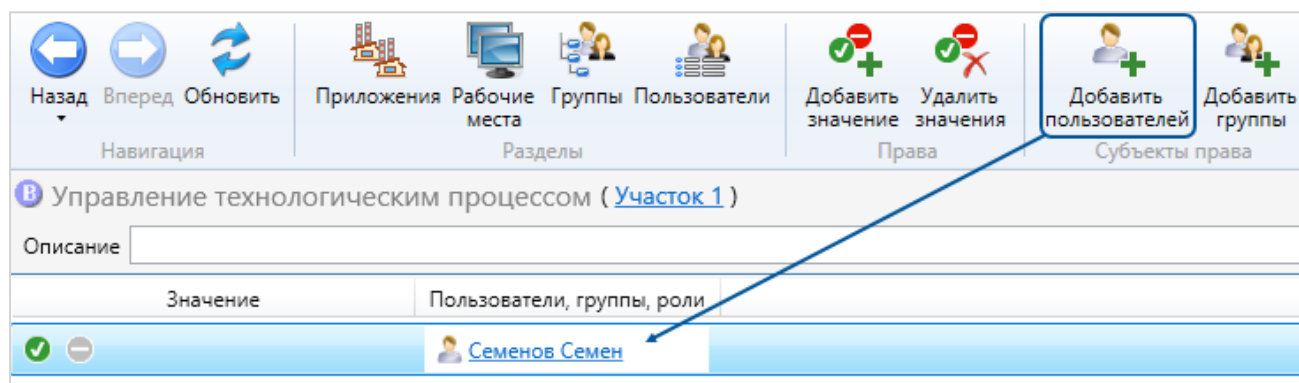 Назад Вперед Обновить Приложения Рабочие места Группы Пользователи Добавить значение Удалить значения Добавить пользователей Добавить группы
Навигация Разделы Права Субъекты права
Управление технологическим процессом ( Участок 1 )
Описание
Значение Пользователи, группы, роли
Семенов Семен